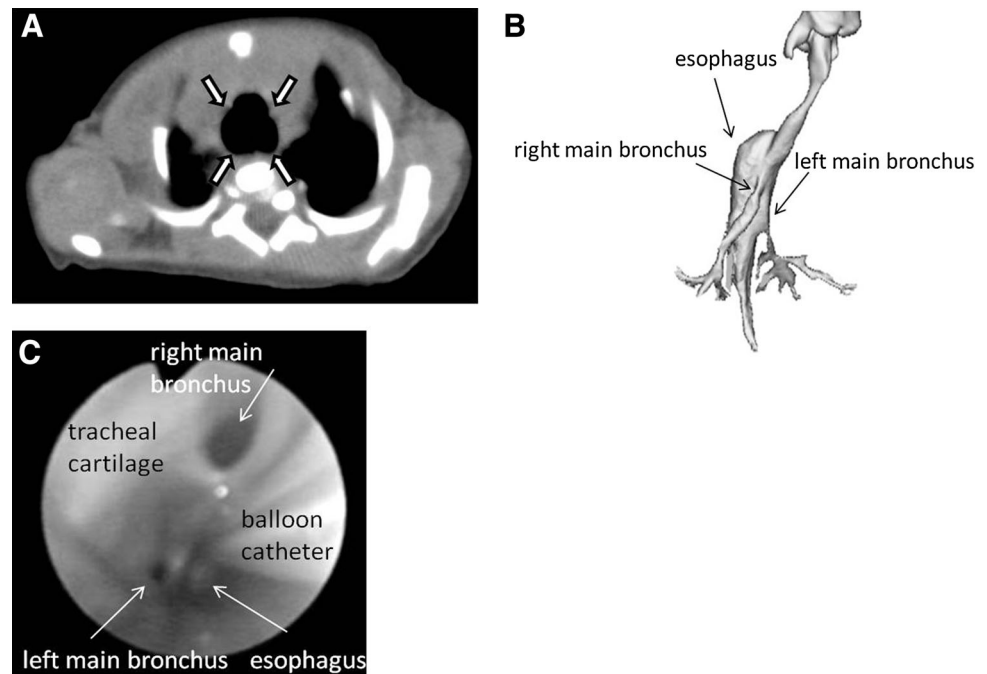 A
B
esophagus
right main bronchus
left main bronchus
C
right main
bronchus
tracheal
cartilage
balloon
catheter
left main bronchus
esophagus